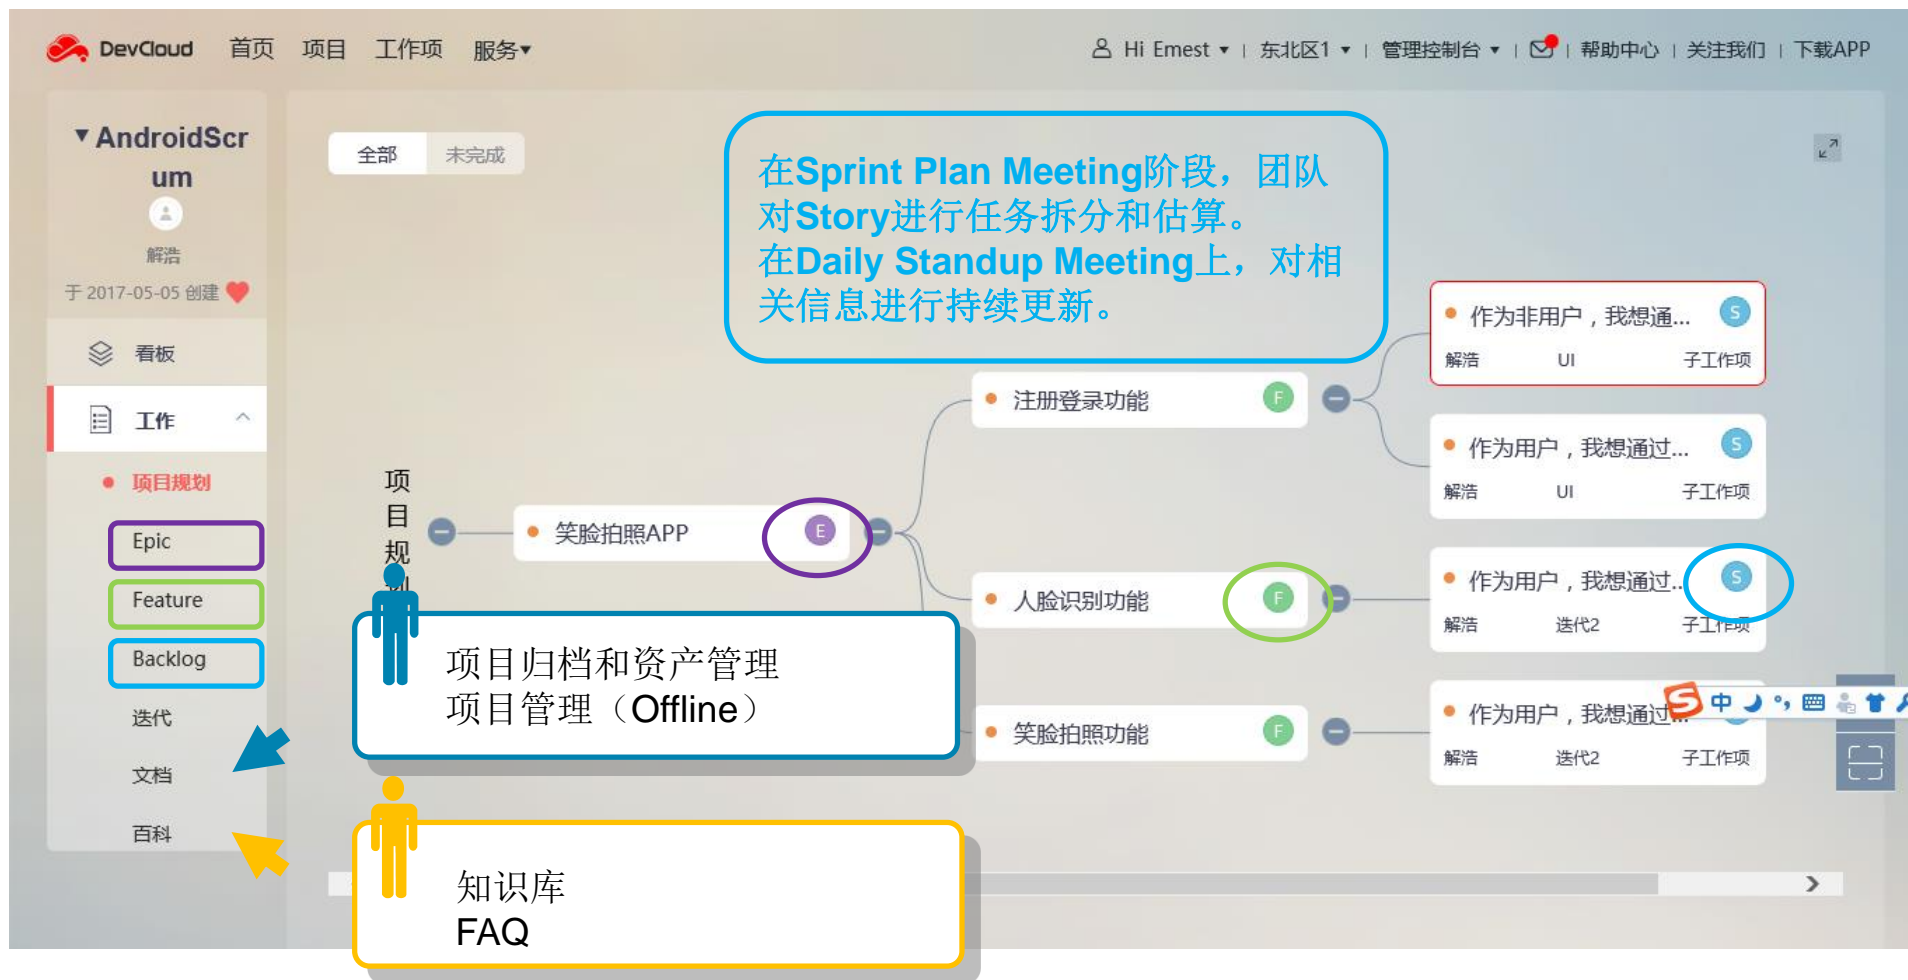 DevCloud 首页 项目 工作项 服务▾
Hi Emest ▾ | 东北区1 ▾ | 管理控制台 ▾ | 帮助中心 | 关注我们 | 下载APP
▾ AndroidScr
um
解浩
于 2017-05-05 创建
看板
工作
项目规划
Epic
Feature
Backlog
迭代
文档
百科
全部 未完成
在Sprint Plan Meeting阶段，团队
对Story进行任务拆分和估算。
在Daily Standup Meeting上，对相
关信息进行持续更新。
项
目
规
划
笑脸拍照APP E
注册登录功能 F
人脸识别功能 F
笑脸拍照功能 F
作为非用户，我想通... S
解浩 UI 子工作项
作为用户，我想通过... S
解浩 UI 子工作项
作为用户，我想通过... S
解浩 迭代2 子工作项
作为用户，我想通过...
解浩 迭代2 子工作项
S 中
项目归档和资产管理
项目管理（Offline）
知识库
FAQ